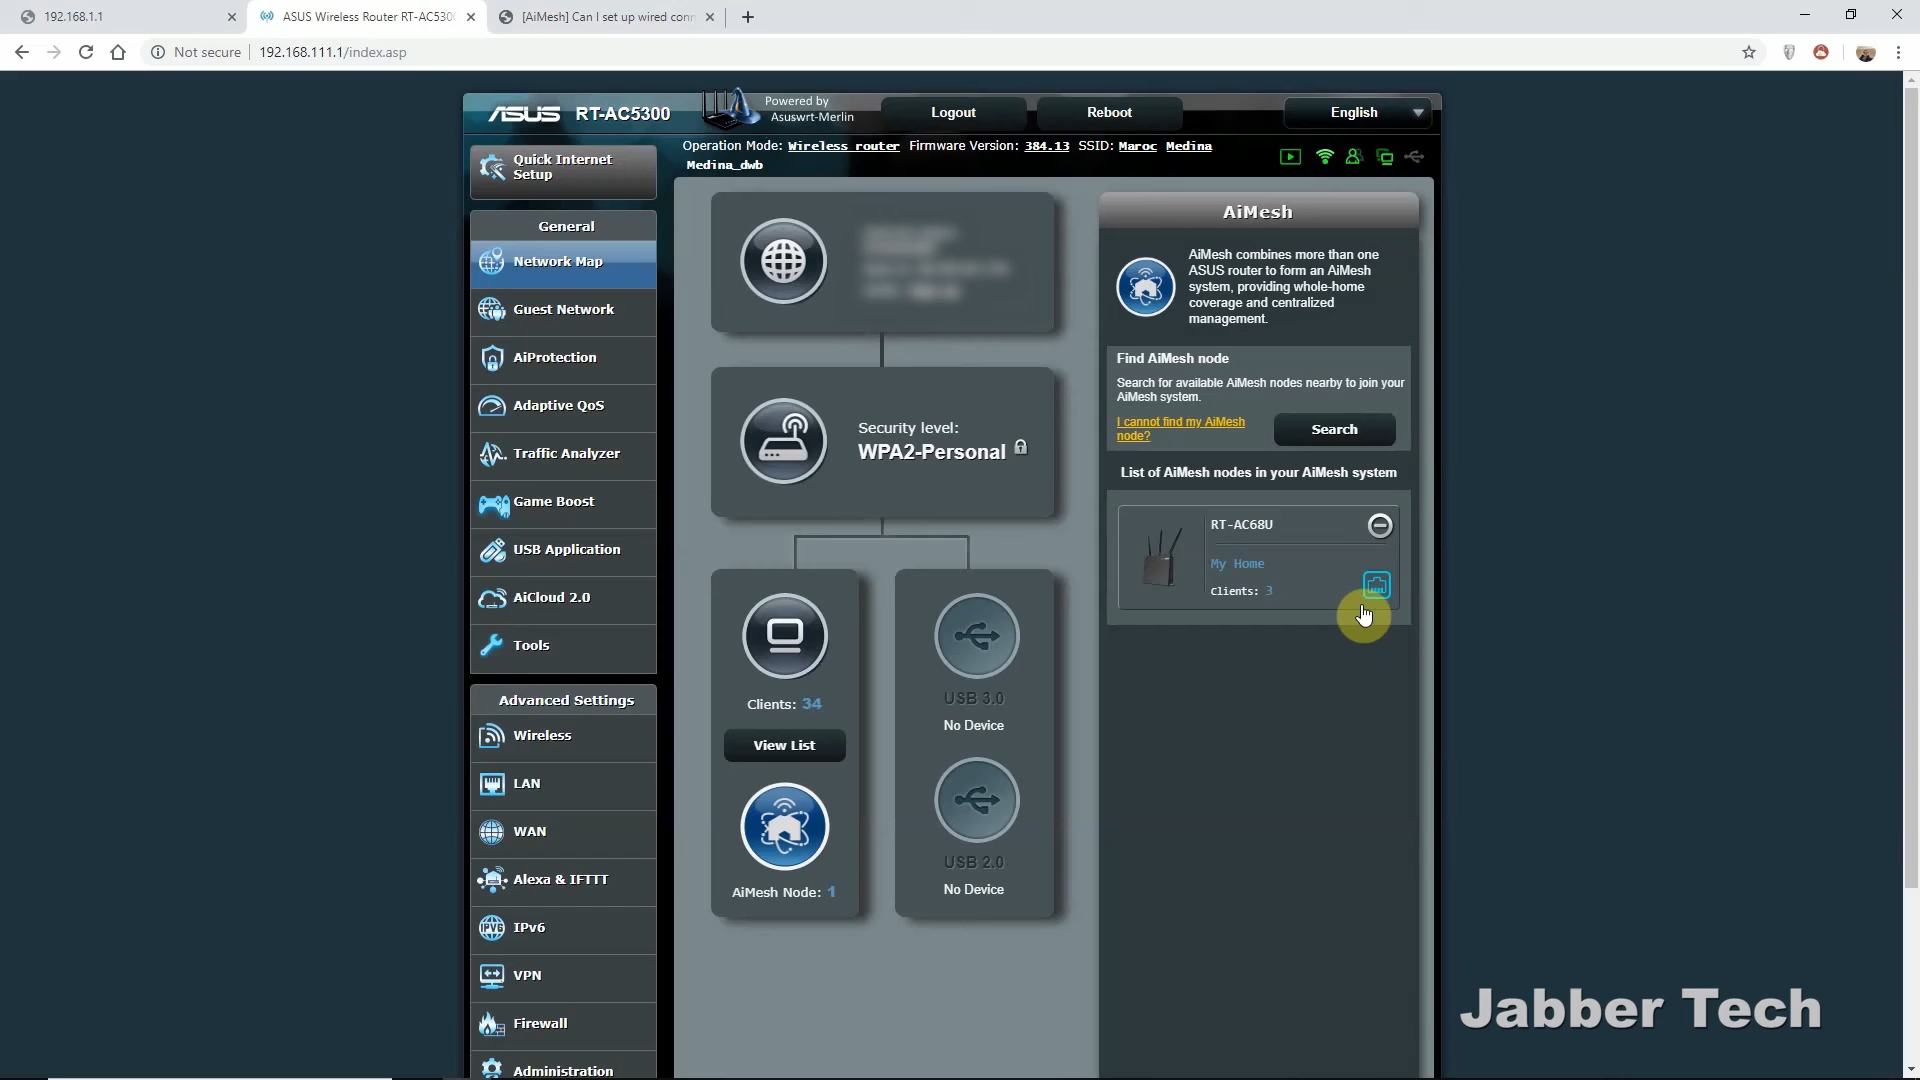 192.168.1.1
ASUS Wireless Router RT-AC530
[AiMesh] Can I set up wired conn
Not secure
192.168.111.1/index.asp
ASUS RT-AC5300
Powered by
Asuswrt-Merlin
Logout
Reboot
English
Operation Mode: Wireless router Firmware Version: 384.13 SSID: Maroc Medina
Medina_dwb
Quick Internet
Setup
General
Network Map
Guest Network
AiProtection
Adaptive QoS
Traffic Analyzer
Game Boost
USB Application
AiCloud 2.0
Tools
Advanced Settings
Wireless
LAN
WAN
Alexa & IFTTT
IPv6
VPN
Firewall
Administration
Security level:
WPA2-Personal
Clients: 34
View List
AiMesh Node: 1
USB 3.0
No Device
USB 2.0
No Device
AiMesh
AiMesh combines more than one
ASUS router to form an AiMesh
system, providing whole-home
coverage and centralized
management.
Find AiMesh node
Search for available AiMesh nodes nearby to join your
AiMesh system.
I cannot find my AiMesh
node?
Search
List of AiMesh nodes in your AiMesh system
RT-AC68U
My Home
Clients: 3
Jabber Tech